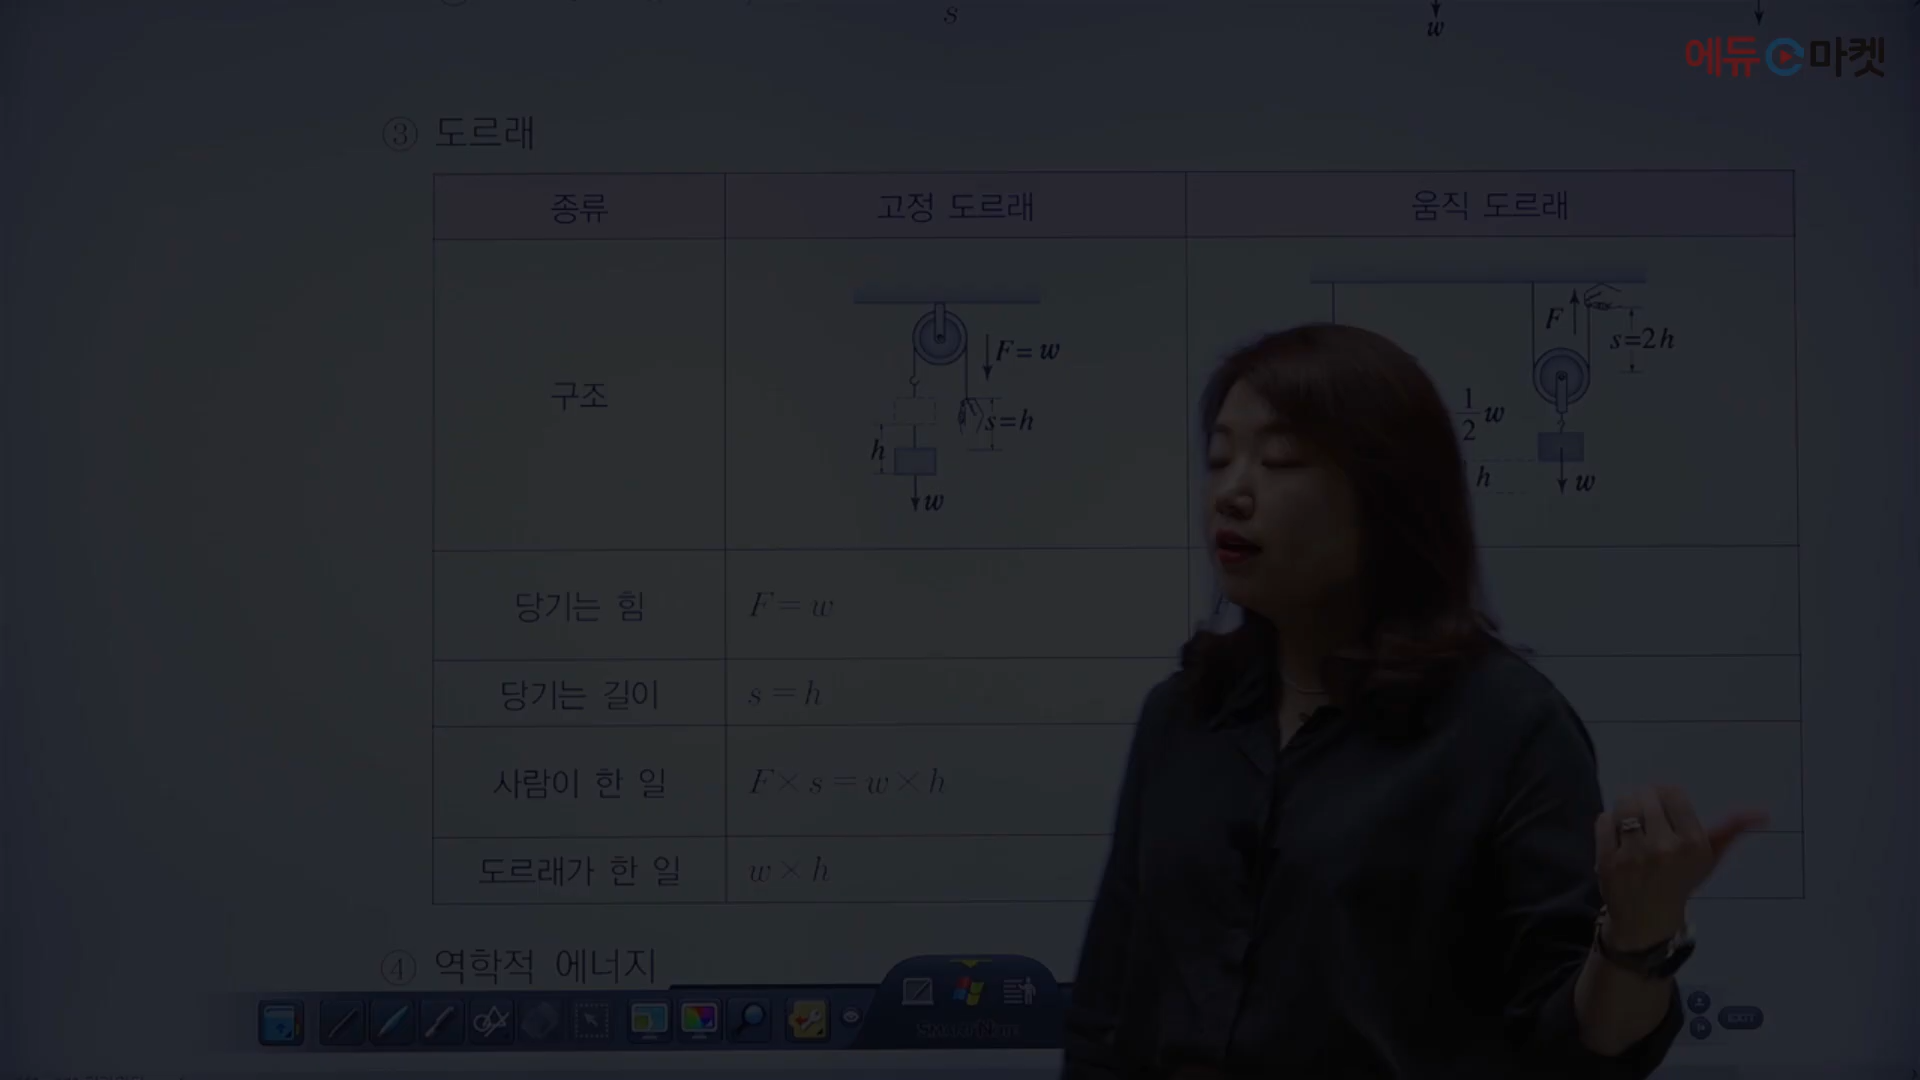 s
w
에듀 마켓
③ 도르래
종류 고정 도르래 움직 도르래
구조
F = w
s = h
h
w
F
s = 2h
1/2 w
h
w
당기는 힘 F = w F
당기는 길이 s = h
사람이 한 일 F × s = w × h
도르래가 한 일 w × h
④ 역학적 에너지
EXIT